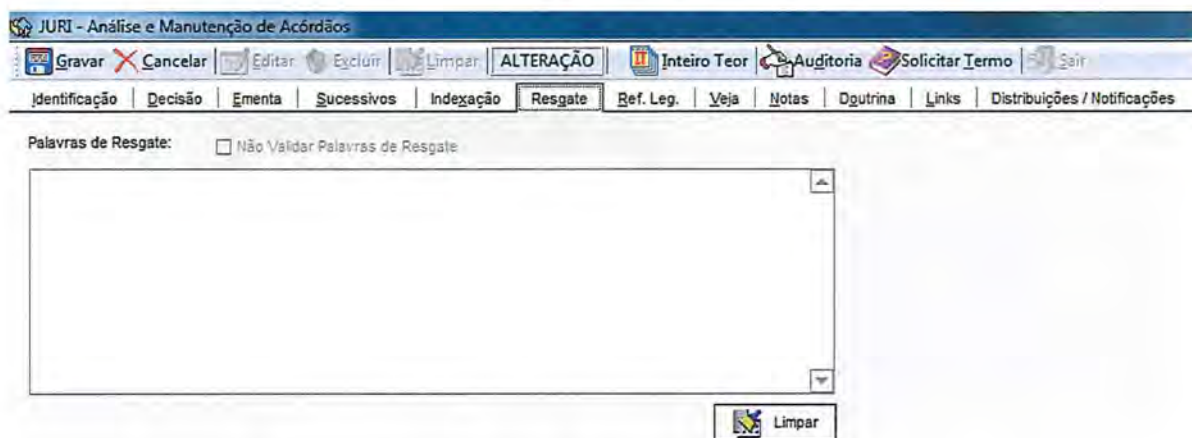 JURI - Análise e Manutenção de Acórdãos
Gravar Cancelar Editar Excluir Limpar ALTERAÇÃO Inteiro Teor Auditoria Solicitar Termo Sair
Identificação Decisão Ementa Sucessivos Indexação Resgate Ref. Leg. Veja Notas Doutrina Links Distribuições / Notificações
Palavras de Resgate: Não Validar Palavras de Resgate
Limpar